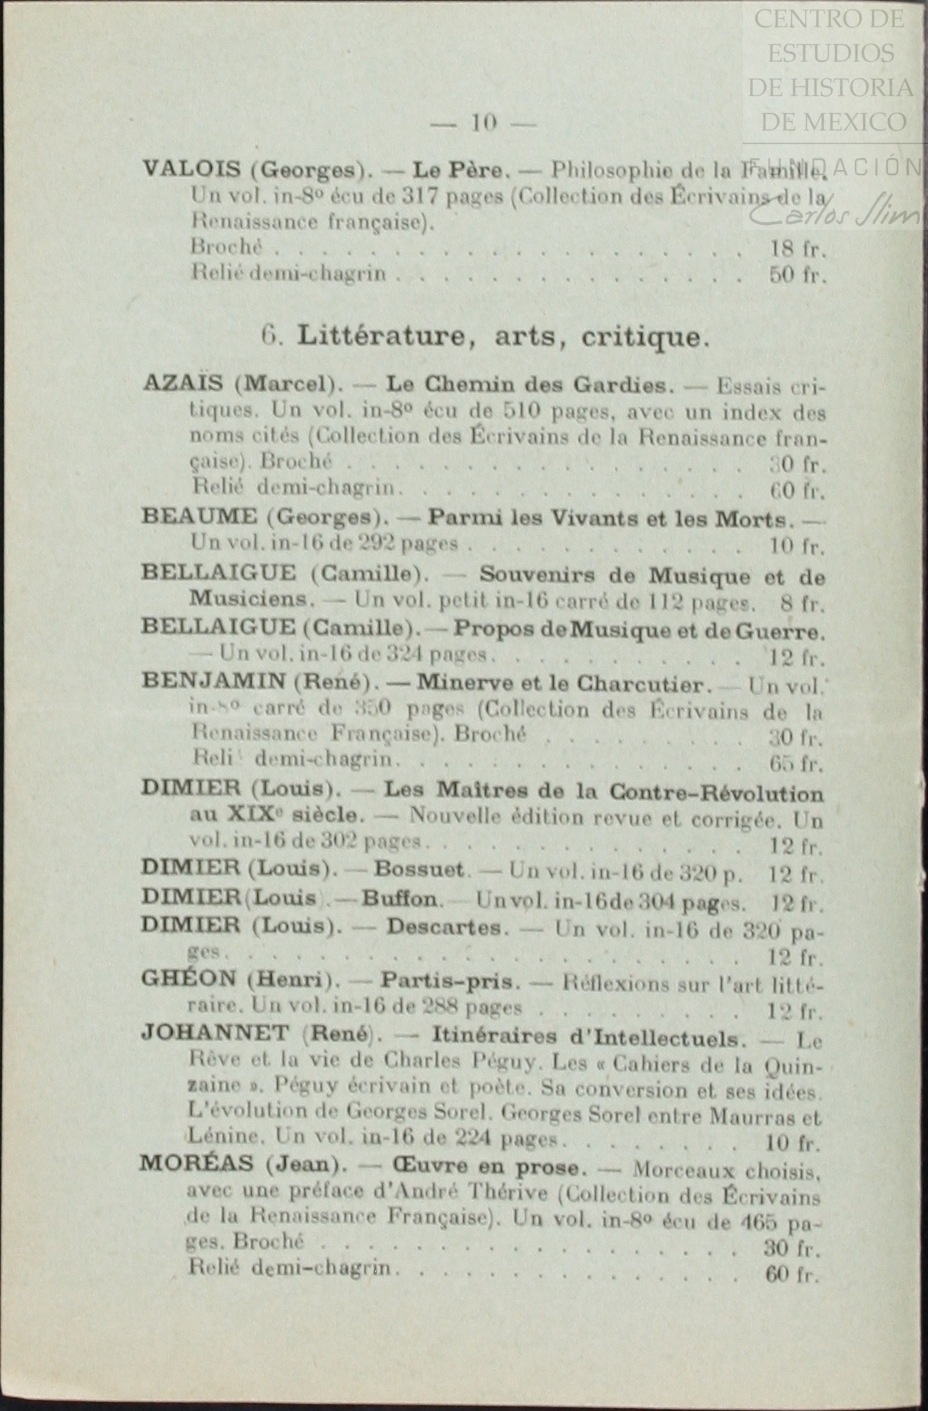 CENTRO DE
ESTUDIOS
DE HISTORIA
DE MEXICO
FUNDACIÓN
Carlos Slim
— 10 —
VALOIS (Georges). — Le Père. — Philosophie de la Famille.
Un vol. in-8º écu de 317 pages (Collection des Écrivains de la
Renaissance française).
Broché . . . . . . . . . . . . . . . . . . . . 18 fr.
Relié demi-chagrin . . . . . . . . . . . . . . . 50 fr.
6. Littérature, arts, critique.
AZAÏS (Marcel). — Le Chemin des Gardies. — Essais cri-
tiques. Un vol. in-8º écu de 510 pages, avec un index des
noms cités (Collection des Écrivains de la Renaissance fran-
çaise). Broché . . . . . . . . . . . . . . . . . 30 fr.
Relié demi-chagrin. . . . . . . . . . . . . . . 60 fr.
BEAUME (Georges). — Parmi les Vivants et les Morts. —
Un vol. in-16 de 292 pages . . . . . . . . . . . . 10 fr.
BELLAIGUE (Camille). — Souvenirs de Musique et de
Musiciens. — Un vol. petit in-16 carré de 112 pages. 8 fr.
BELLAIGUE (Camille). — Propos de Musique et de Guerre.
— Un vol. in-16 de 324 pages. . . . . . . . . . . 12 fr.
BENJAMIN (René). — Minerve et le Charcutier. — Un vol.
in-8º carré de 350 pages (Collection des Écrivains de la
Renaissance Française). Broché . . . . . . . . . 30 fr.
Reli demi-chagrin. . . . . . . . . . . . . . . 65 fr.
DIMIER (Louis). — Les Maîtres de la Contre-Révolution
au XIXe siècle. — Nouvelle édition revue et corrigée. Un
vol. in-16 de 302 pages. . . . . . . . . . . . . . 12 fr.
DIMIER (Louis). — Bossuet. — Un vol. in-16 de 320 p. 12 fr.
DIMIER (Louis). — Buffon. Un vol. in-16 de 304 pages. 12 fr.
DIMIER (Louis). — Descartes. — Un vol. in-16 de 320 pa-
ges. . . . . . . . . . . . . . . . . . . . . . 12 fr.
GHÉON (Henri). — Partis-pris. — Réflexions sur l'art litté-
raire. Un vol. in-16 de 288 pages . . . . . . . . . 12 fr.
JOHANNET (René). — Itinéraires d'Intellectuels. — Le
Rêve et la vie de Charles Péguy. Les « Cahiers de la Quin-
zaine ». Péguy écrivain et poète. Sa conversion et ses idées.
L'évolution de Georges Sorel. Georges Sorel entre Maurras et
Lénine. Un vol. in-16 de 224 pages. . . . . . . . 10 fr.
MORÉAS (Jean). — Œuvre en prose. — Morceaux choisis,
avec une préface d'André Thérive (Collection des Écrivains
de la Renaissance Française). Un vol. in-8º écu de 465 pa-
ges. Broché . . . . . . . . . . . . . . . . . . 30 fr.
Relié demi-chagrin. . . . . . . . . . . . . . . 60 fr.